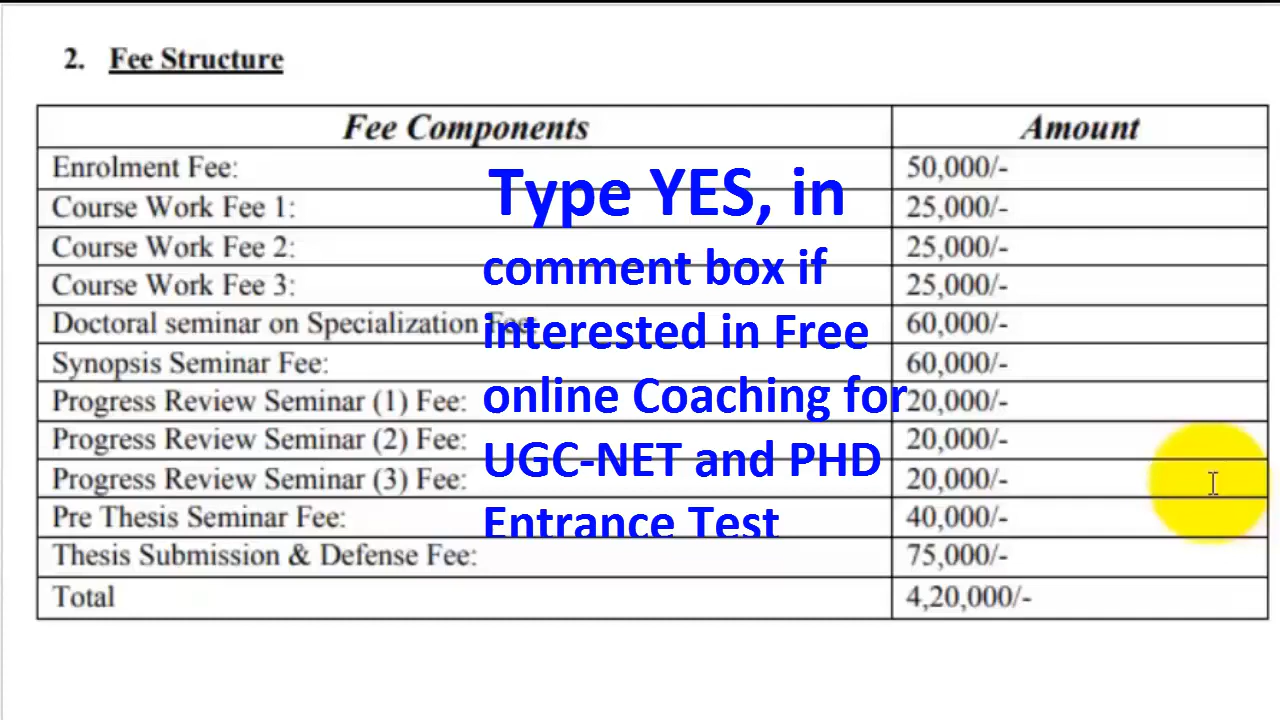 2. Fee Structure
Fee Components Amount
Enrolment Fee: 50,000/-
Course Work Fee 1: 25,000/-
Course Work Fee 2: 25,000/-
Course Work Fee 3: 25,000/-
Doctoral seminar on Specialization Fee: 60,000/-
Synopsis Seminar Fee: 60,000/-
Progress Review Seminar (1) Fee: 20,000/-
Progress Review Seminar (2) Fee: 20,000/-
Progress Review Seminar (3) Fee: 20,000/-
Pre Thesis Seminar Fee: 40,000/-
Thesis Submission & Defense Fee: 75,000/-
Total 4,20,000/-
Type YES, in
comment box if
interested in Free
online Coaching for
UGC-NET and PHD
Entrance Test